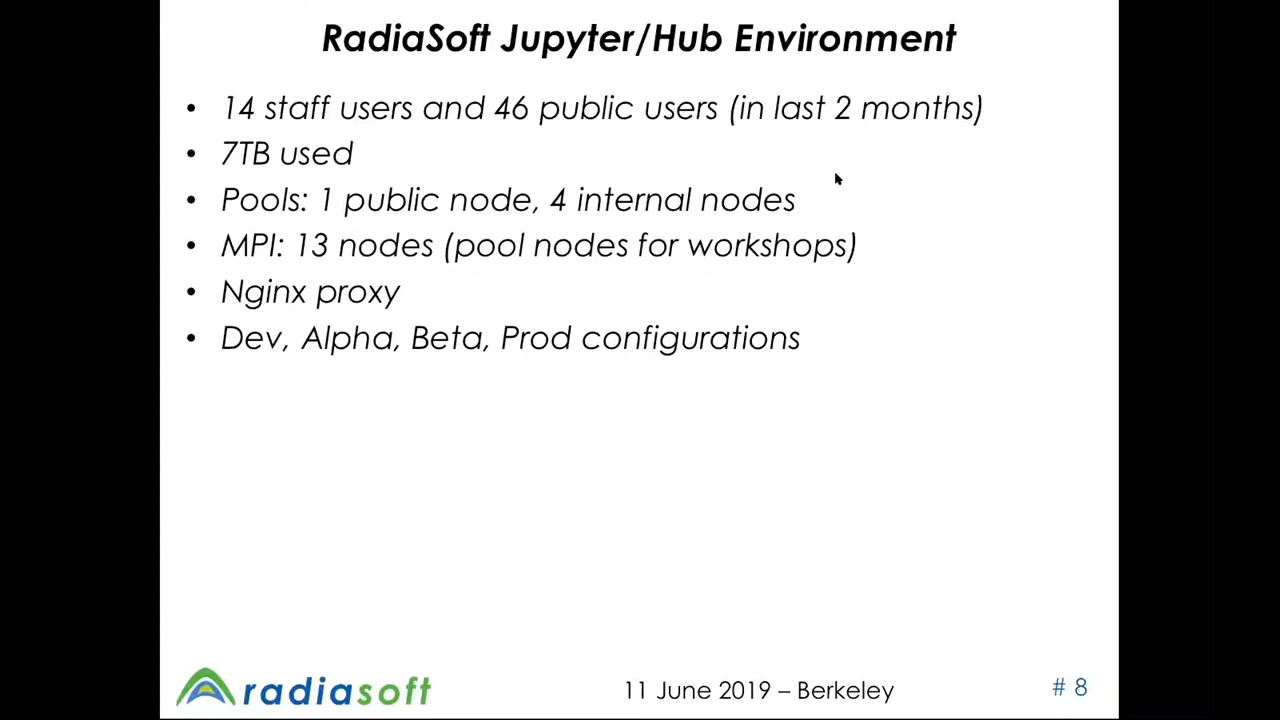 RadiaSoft Jupyter/Hub Environment
• 14 staff users and 46 public users (in last 2 months)
• 7TB used
• Pools: 1 public node, 4 internal nodes
• MPI: 13 nodes (pool nodes for workshops)
• Nginx proxy
• Dev, Alpha, Beta, Prod configurations
radiasoft
11 June 2019 – Berkeley
# 8